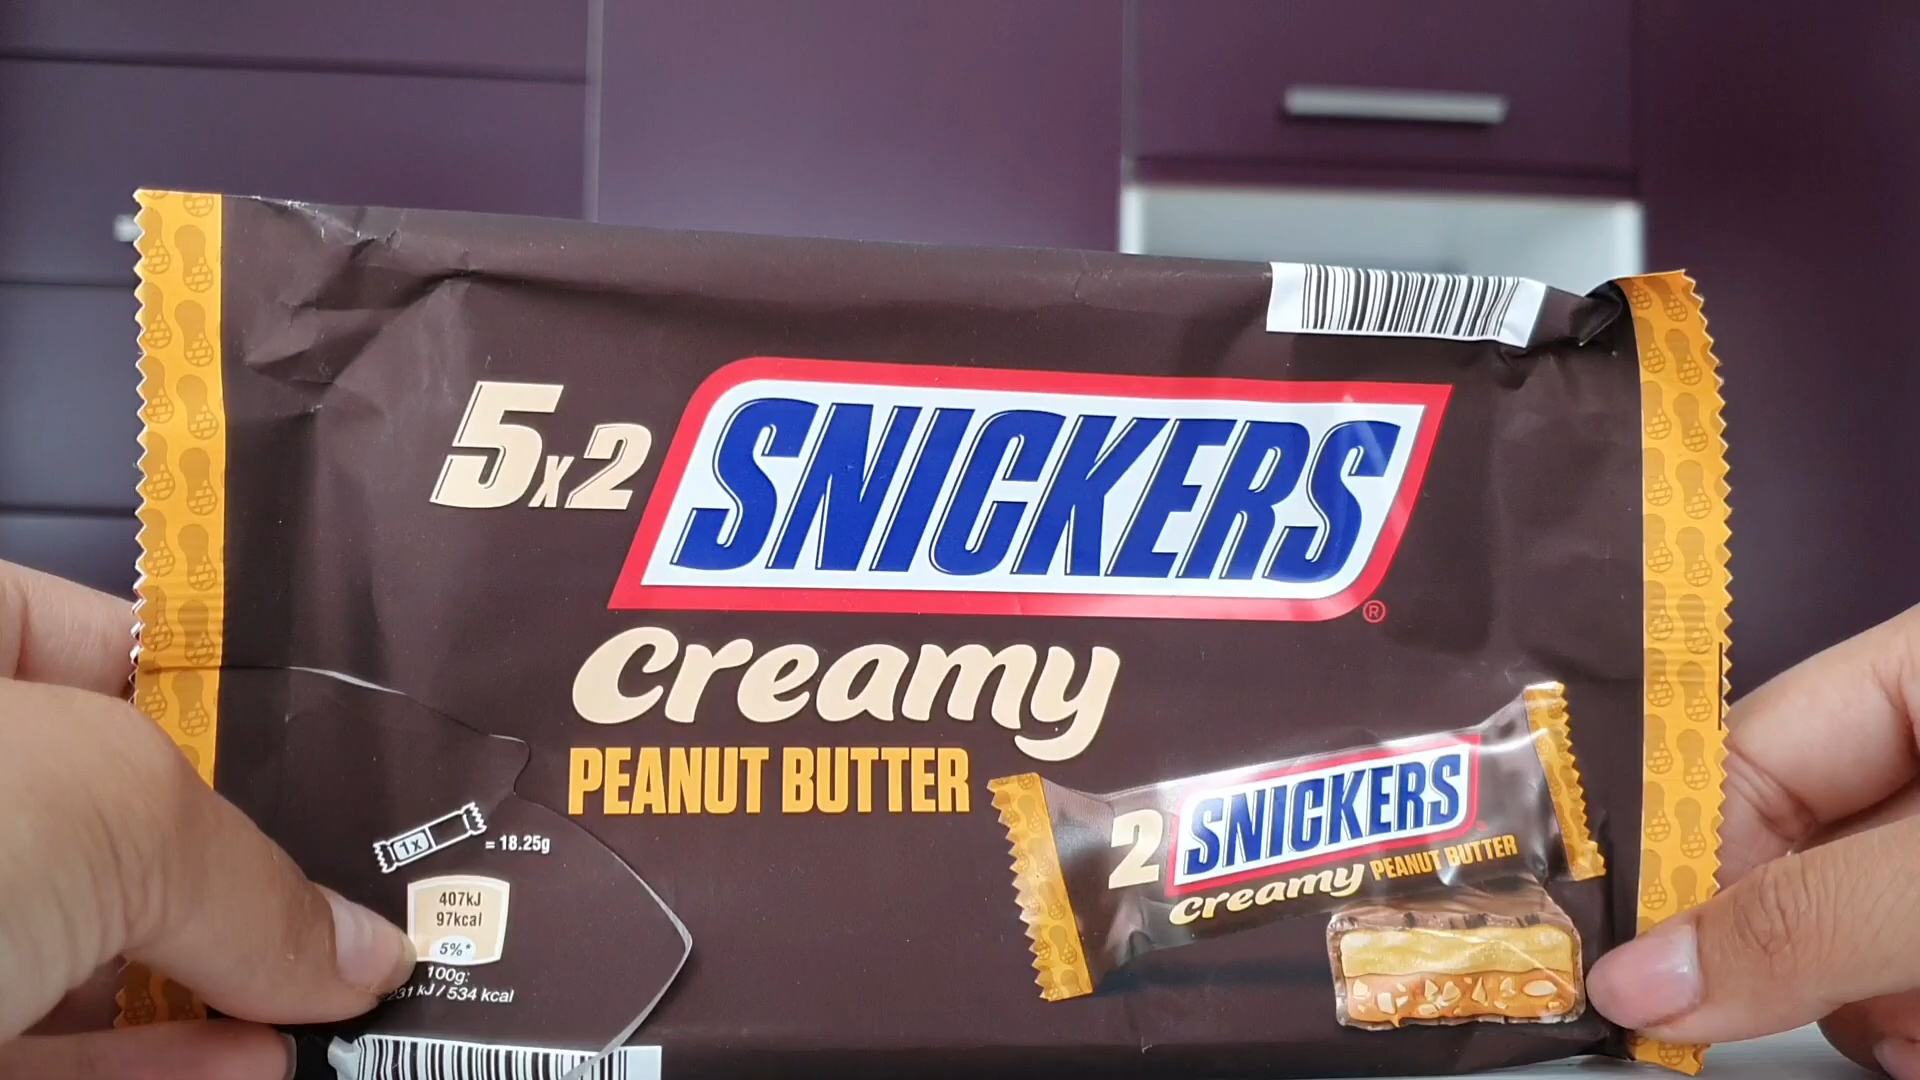 5x2 SNICKERS®
creamy
PEANUT BUTTER
2 SNICKERS
creamy PEANUT BUTTER
1x = 18.25g
407kJ
97kcal
5%*
100g:
231 kJ / 534 kcal